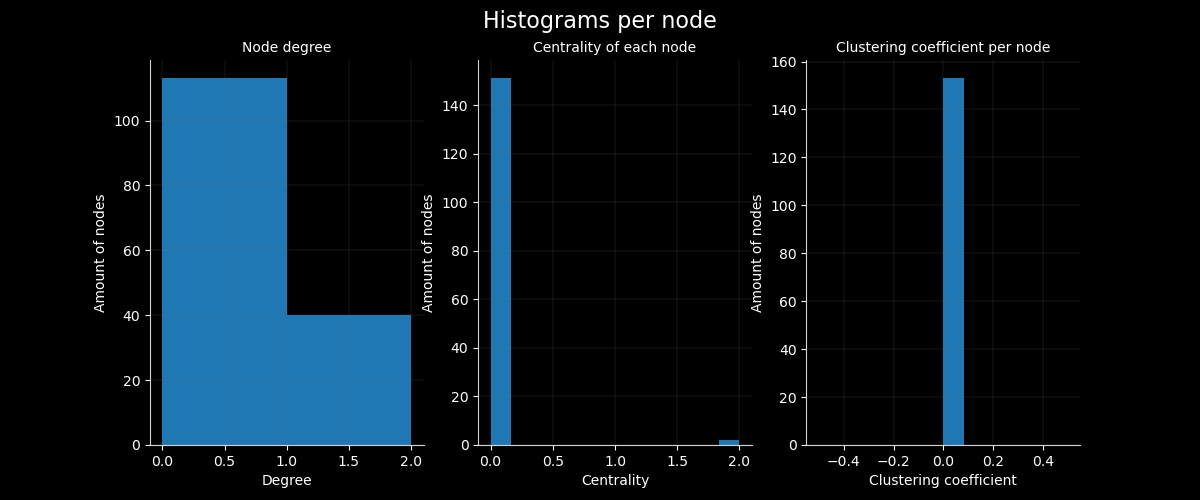 Histograms per node
Node degree
Amount of nodes
0
20
40
60
80
100
0.0 0.5 1.0 1.5 2.0
Degree
Centrality of each node
Amount of nodes
0
20
40
60
80
100
120
140
0.0 0.5 1.0 1.5 2.0
Centrality
Clustering coefficient per node
Amount of nodes
0
20
40
60
80
100
120
140
160
−0.4 −0.2 0.0 0.2 0.4
Clustering coefficient